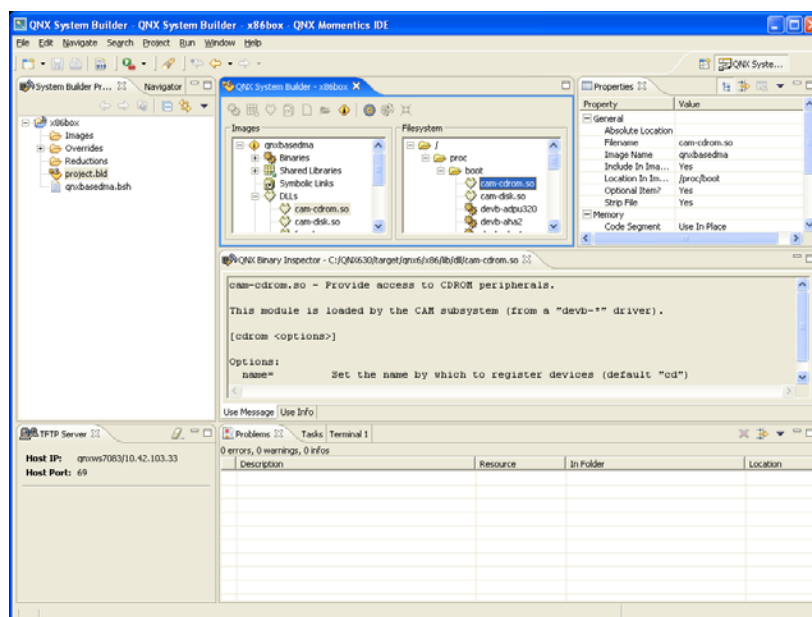 QNX System Builder - QNX System Builder - x86box - QNX Momentics IDE
File Edit Navigate Search Project Run Window Help
QNX Syste...
System Builder Pr...
Navigator
x86box
Images
Overrides
Reductions
project.bld
qnxbasedma.bsh
QNX System Builder - x86box
Images
qnxbasedma
Binaries
Shared Libraries
Symbolic Links
DLLs
cam-cdrom.so
cam-disk.so
Filesystem
/
proc
boot
cam-cdrom.so
cam-disk.so
devb-adpu320
devb-aha2
Properties
Property Value
General
Absolute Location
Filename cam-cdrom.so
Image Name qnxbasedma
Include In Ima... Yes
Location In Im... /proc/boot
Optional Item? Yes
Strip File Yes
Memory
Code Segment Use In Place
QNX Binary Inspector - C:/QNX630/target/qnx6/x86/lib/dll/cam-cdrom.so
cam-cdrom.so - Provide access to CDROM peripherals.
This module is loaded by the CAM subsystem (from a "devb-*" driver).
[cdrom <options>]
Options:
name= Set the name by which to register devices (default "cd")
Use Message Use Info
TFTP Server
Host IP: qnxws7083/10.42.103.33
Host Port: 69
Problems Tasks Terminal 1
0 errors, 0 warnings, 0 infos
Description Resource In Folder Location